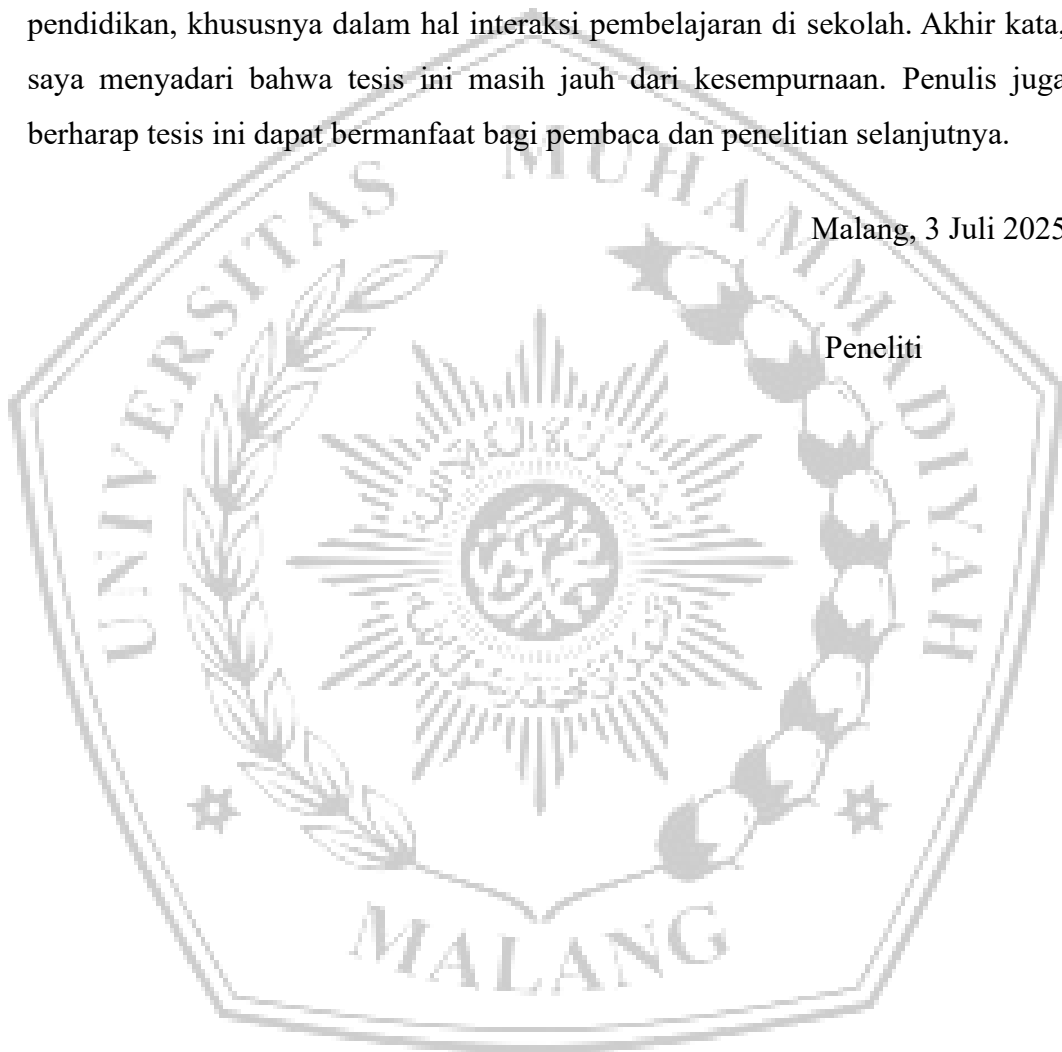 pendidikan, khususnya dalam hal interaksi pembelajaran di sekolah. Akhir kata,
saya menyadari bahwa tesis ini masih jauh dari kesempurnaan. Penulis juga
berharap tesis ini dapat bermanfaat bagi pembaca dan penelitian selanjutnya.
Malang, 3 Juli 2025
Peneliti
UNIVERSITAS MUHAMMADIYAH
MALANG